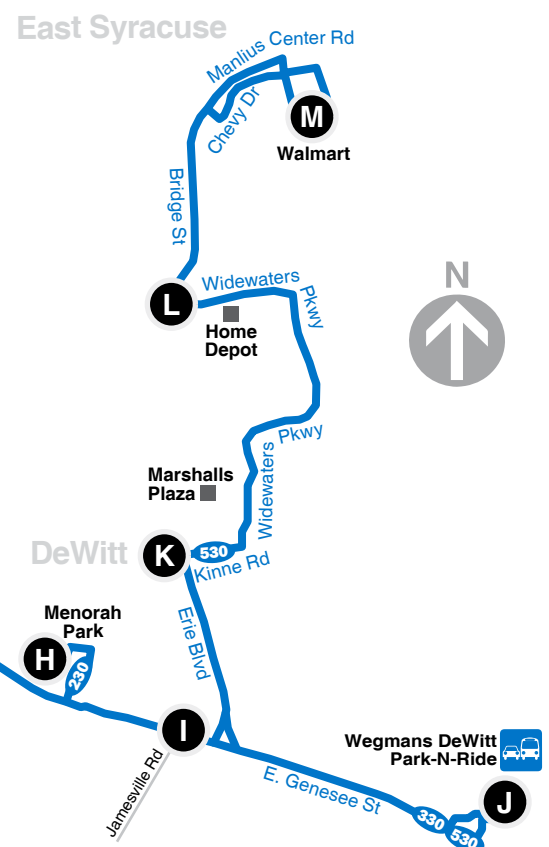 East Syracuse
Manlius Center Rd
Chevy Dr
M
Walmart
Bridge St
N
L
Widewaters
Pkwy
Home
Depot
Pkwy
Widewaters
Marshalls
Plaza
DeWitt
K
530
Kinne Rd
Erie Blvd
Menorah
Park
H
230
I
Jamesville Rd
E. Genesee St
Wegmans DeWitt
Park-N-Ride
J
330
530